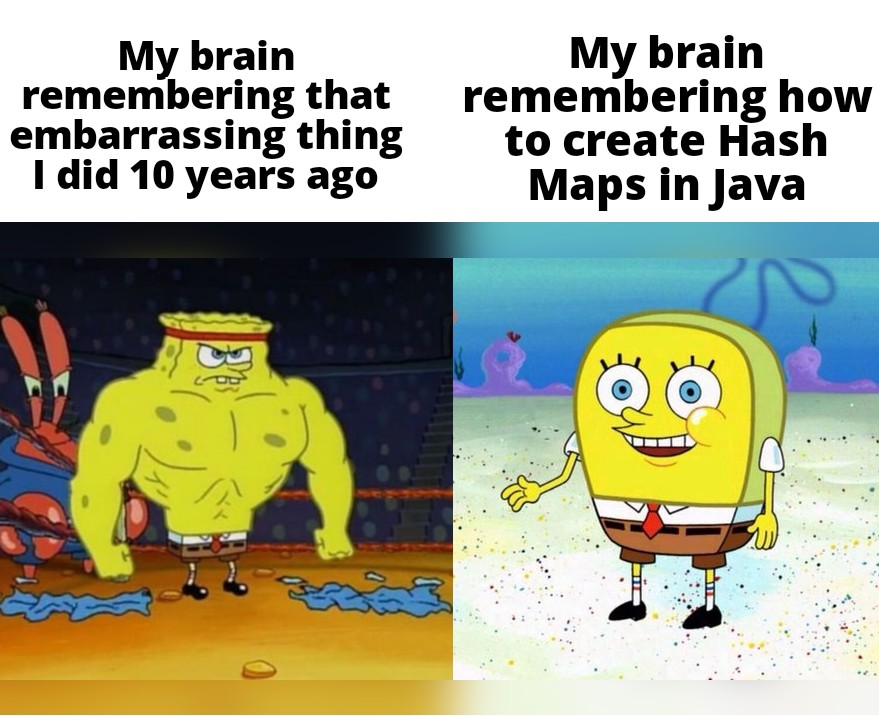 My brain
remembering that
embarrassing thing
I did 10 years ago
My brain
remembering how
to create Hash
Maps in Java